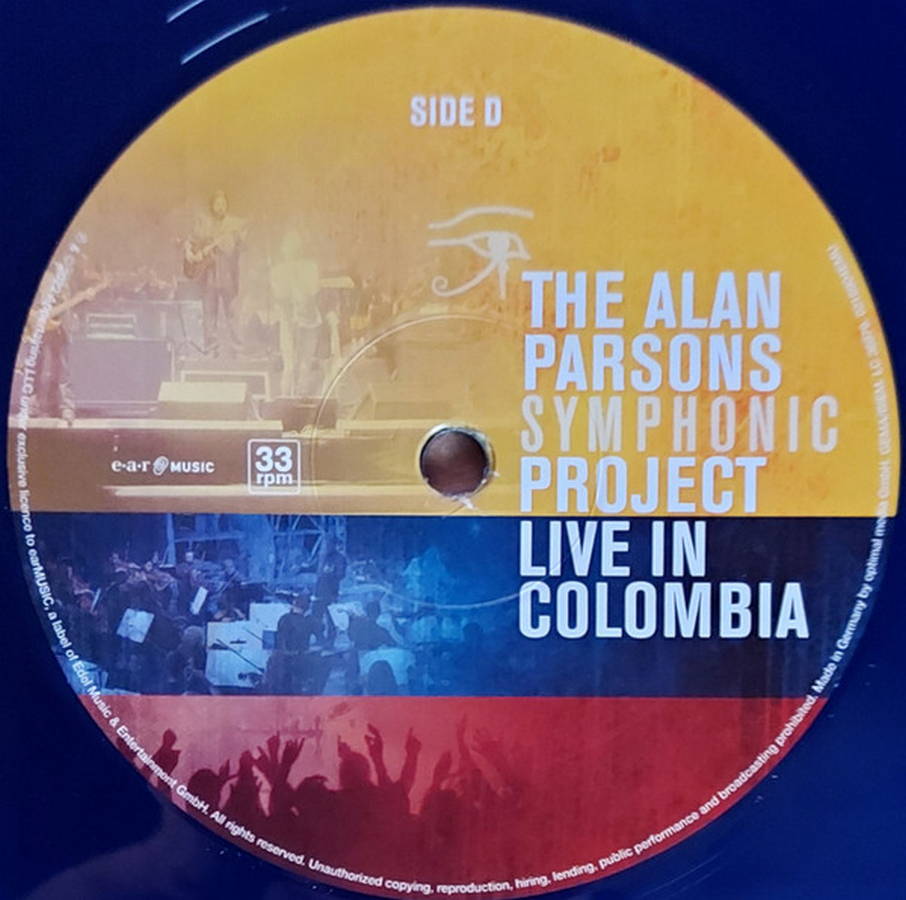 SIDE D
THE ALAN
PARSONS
SYMPHONIC
PROJECT
LIVE IN
COLOMBIA
e·a·r MUSIC
33
rpm
under exclusive licence to earMUSIC, a label of Edel Music & Entertainment GmbH. All rights reserved. Unauthorized copying, reproduction, hiring, lending, public performance and broadcasting prohibited. Made in Germany by optimal media GmbH.